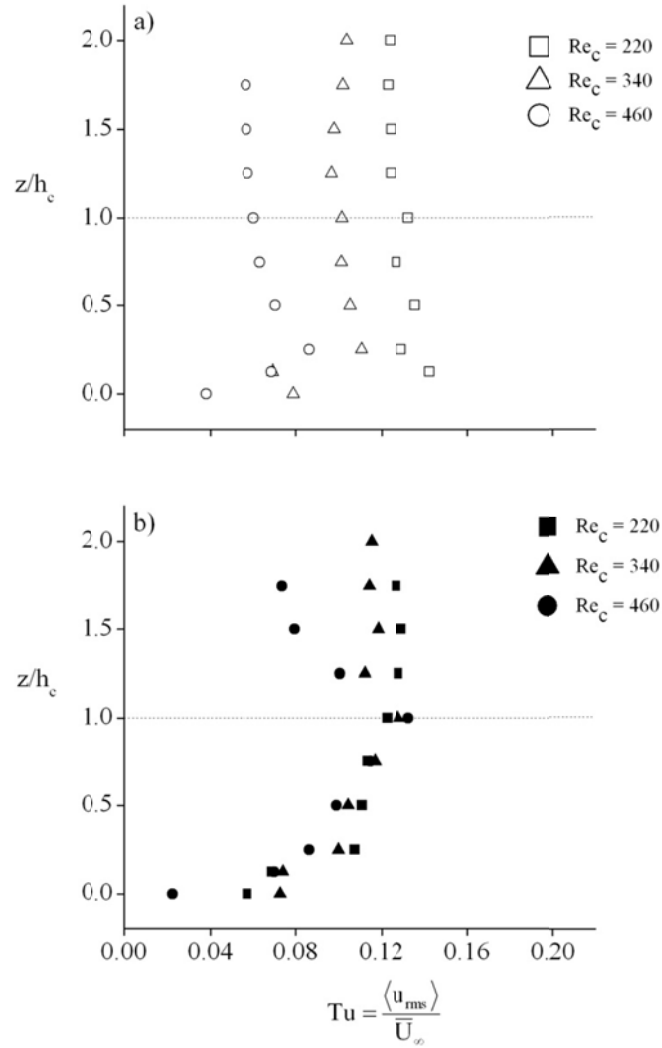 a)
2.0
1.5
z/h_c
1.0
0.5
0.0
Re_c = 220
Re_c = 340
Re_c = 460
b)
2.0
1.5
z/h_c
1.0
0.5
0.0
Re_c = 220
Re_c = 340
Re_c = 460
0.00 0.04 0.08 0.12 0.16 0.20
Tu = ⟨u_rms⟩ / U̅_∞